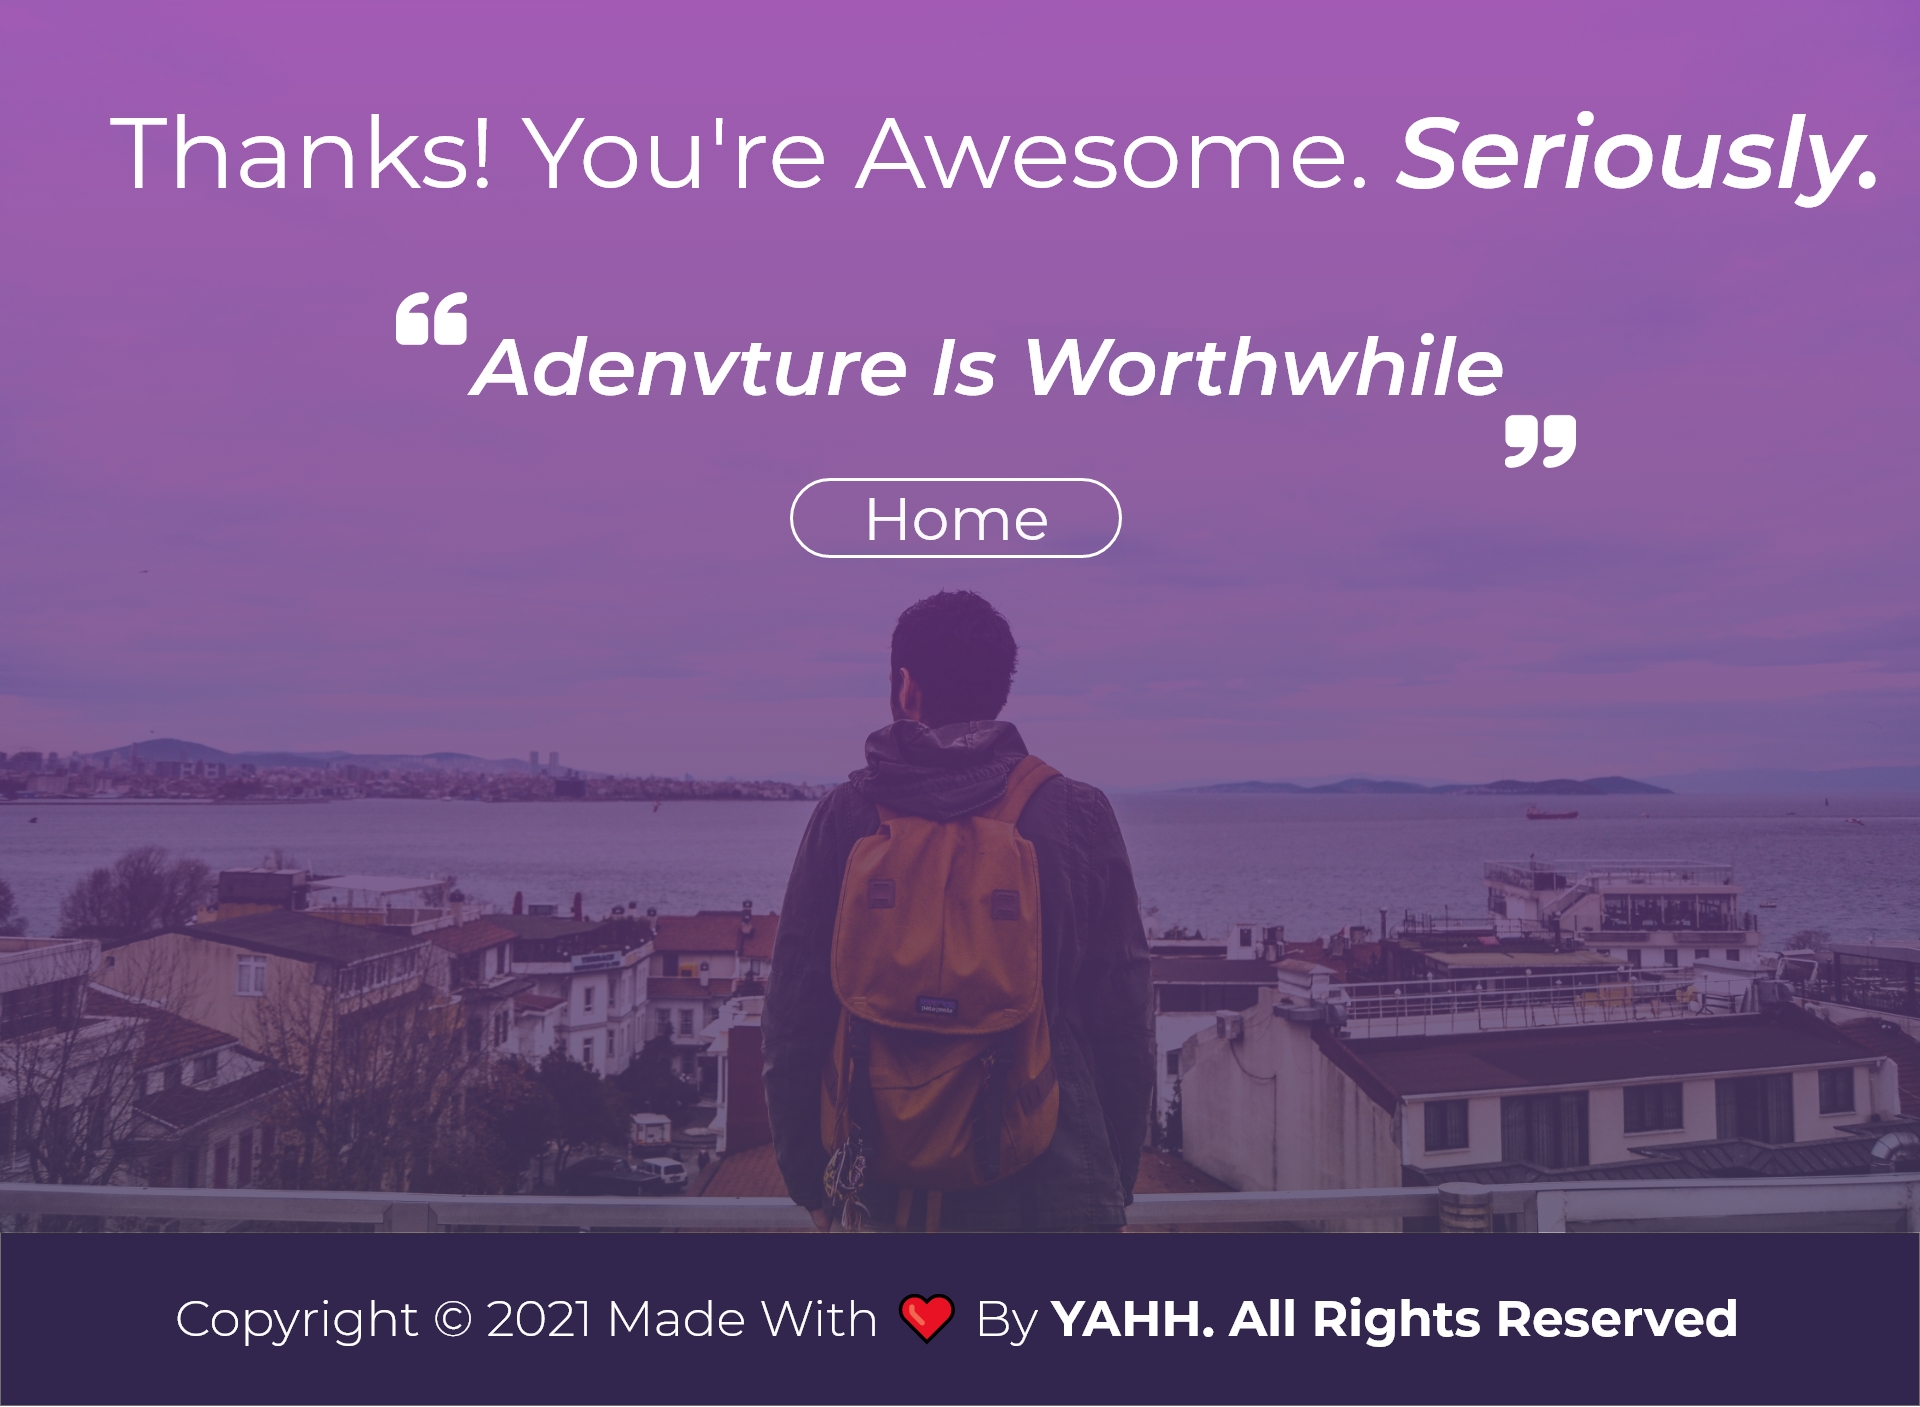 Thanks! You're Awesome. Seriously.
“Adenvture Is Worthwhile”
Home
Copyright © 2021 Made With ❤️ By YAHH. All Rights Reserved